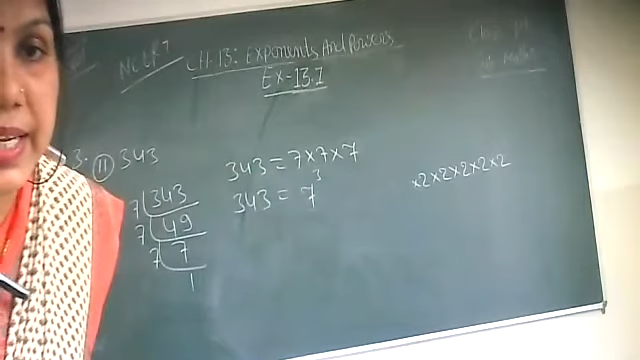 NCERT 7 CH-13: Exponents And Powers
Ex-13.1
3. (ii) 343
7 343
7 49
7 7
1
343 = 7×7×7
343 = 7³
×2×2×2×2×2